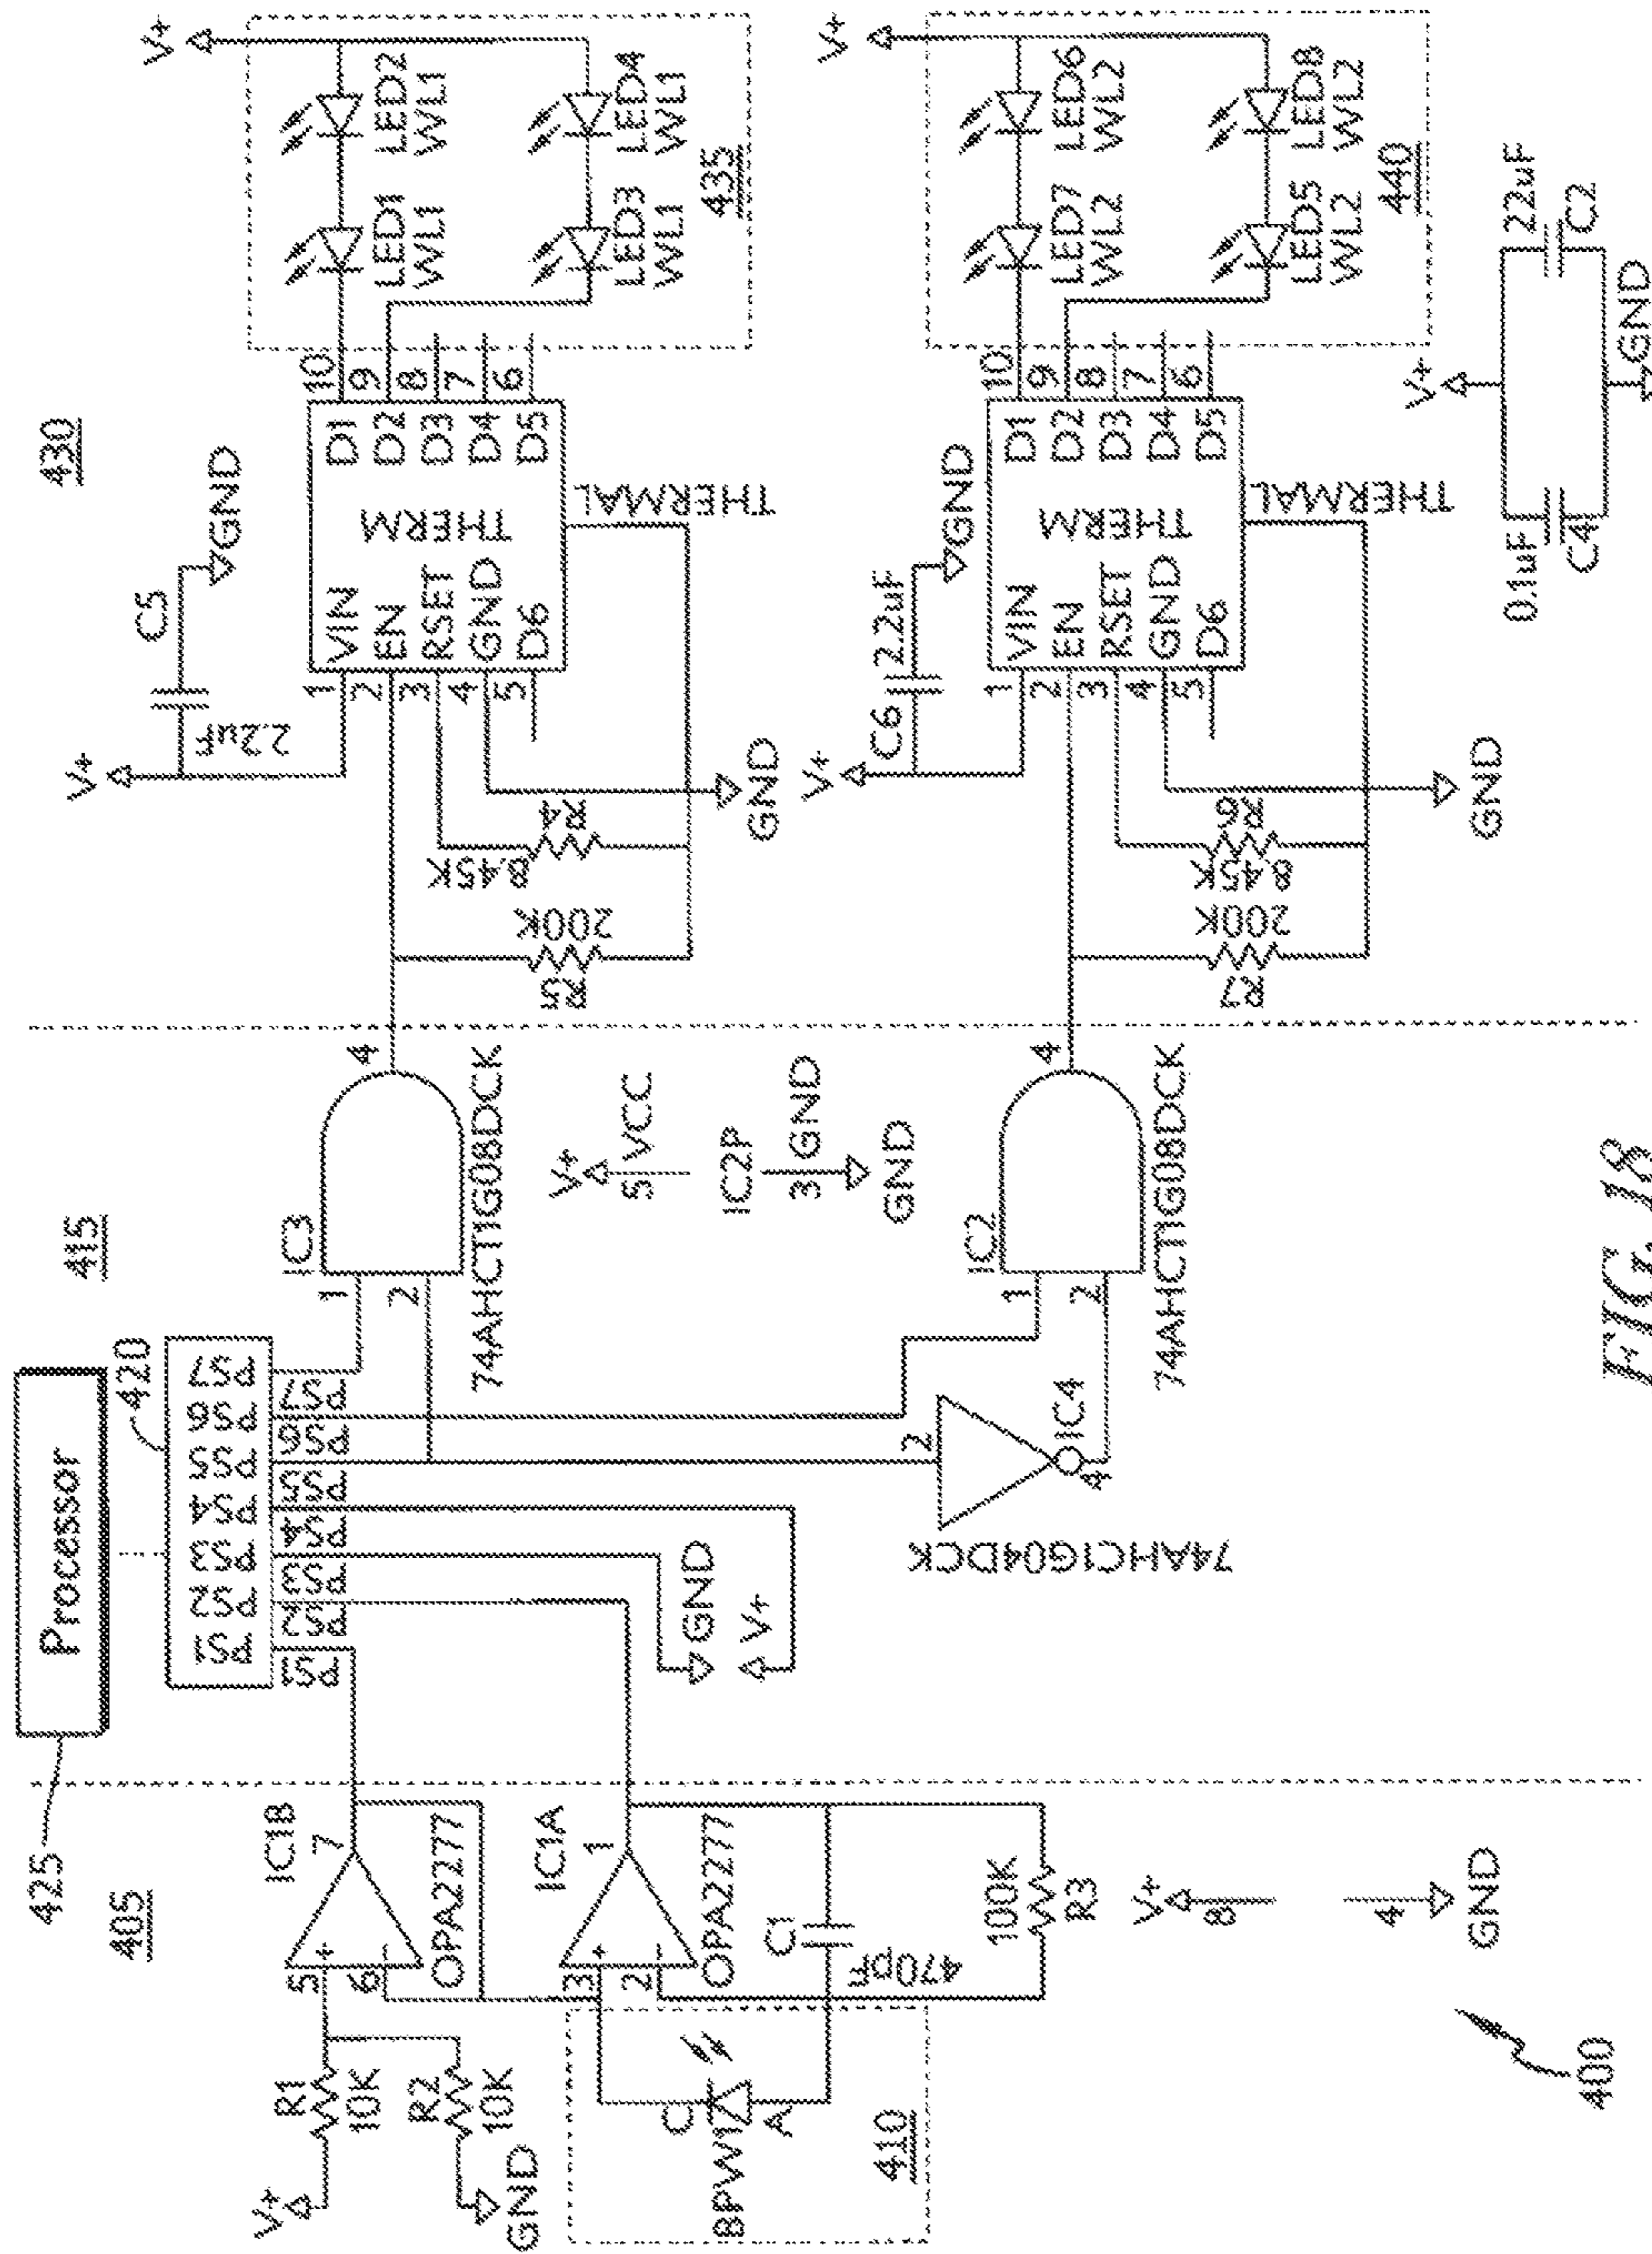 400
405
V+
R1
10K
R2
10K
GND
5
6
+
-
IC1B
7
OPA2277
410
BPW17
C
A
3
2
+
-
IC1A
1
OPA2277
C1
470pF
100K
R3
V+
8
4
GND
425
Processor
415
420
PS1 PS2 PS3 PS4 PS5 PS6 PS7
PS1
PS2
PS3
PS4
PS5
PS6
PS7
GND
V+
IC3
1
2
4
74AHCT1G08DCK
V+
5 VCC
IC2P
3 GND
GND
2
IC4
4
74AHC1G04DCK
IC2
1
2
4
74AHCT1G08DCK
430
V+
C5
2.2uF
GND
1 VIN
2 EN
3 RSET
4 GND
5 D6
THERM
D1 10
D2 9
D3 8
D4 7
D5 6
THERMAL
R5
200K
8.45K
R4
GND
V+
LED1
WL1
LED2
WL1
LED3
WL1
LED4
WL1
435
V+
C6
2.2uF
GND
1 VIN
2 EN
3 RSET
4 GND
5 D6
THERM
D1 10
D2 9
D3 8
D4 7
D5 6
THERMAL
R7
200K
8.45K
R6
GND
V+
LED7
WL2
LED6
WL2
LED5
WL2
LED8
WL2
440
V+
0.1uF
C4
22uF
C2
GND
FIG. 18